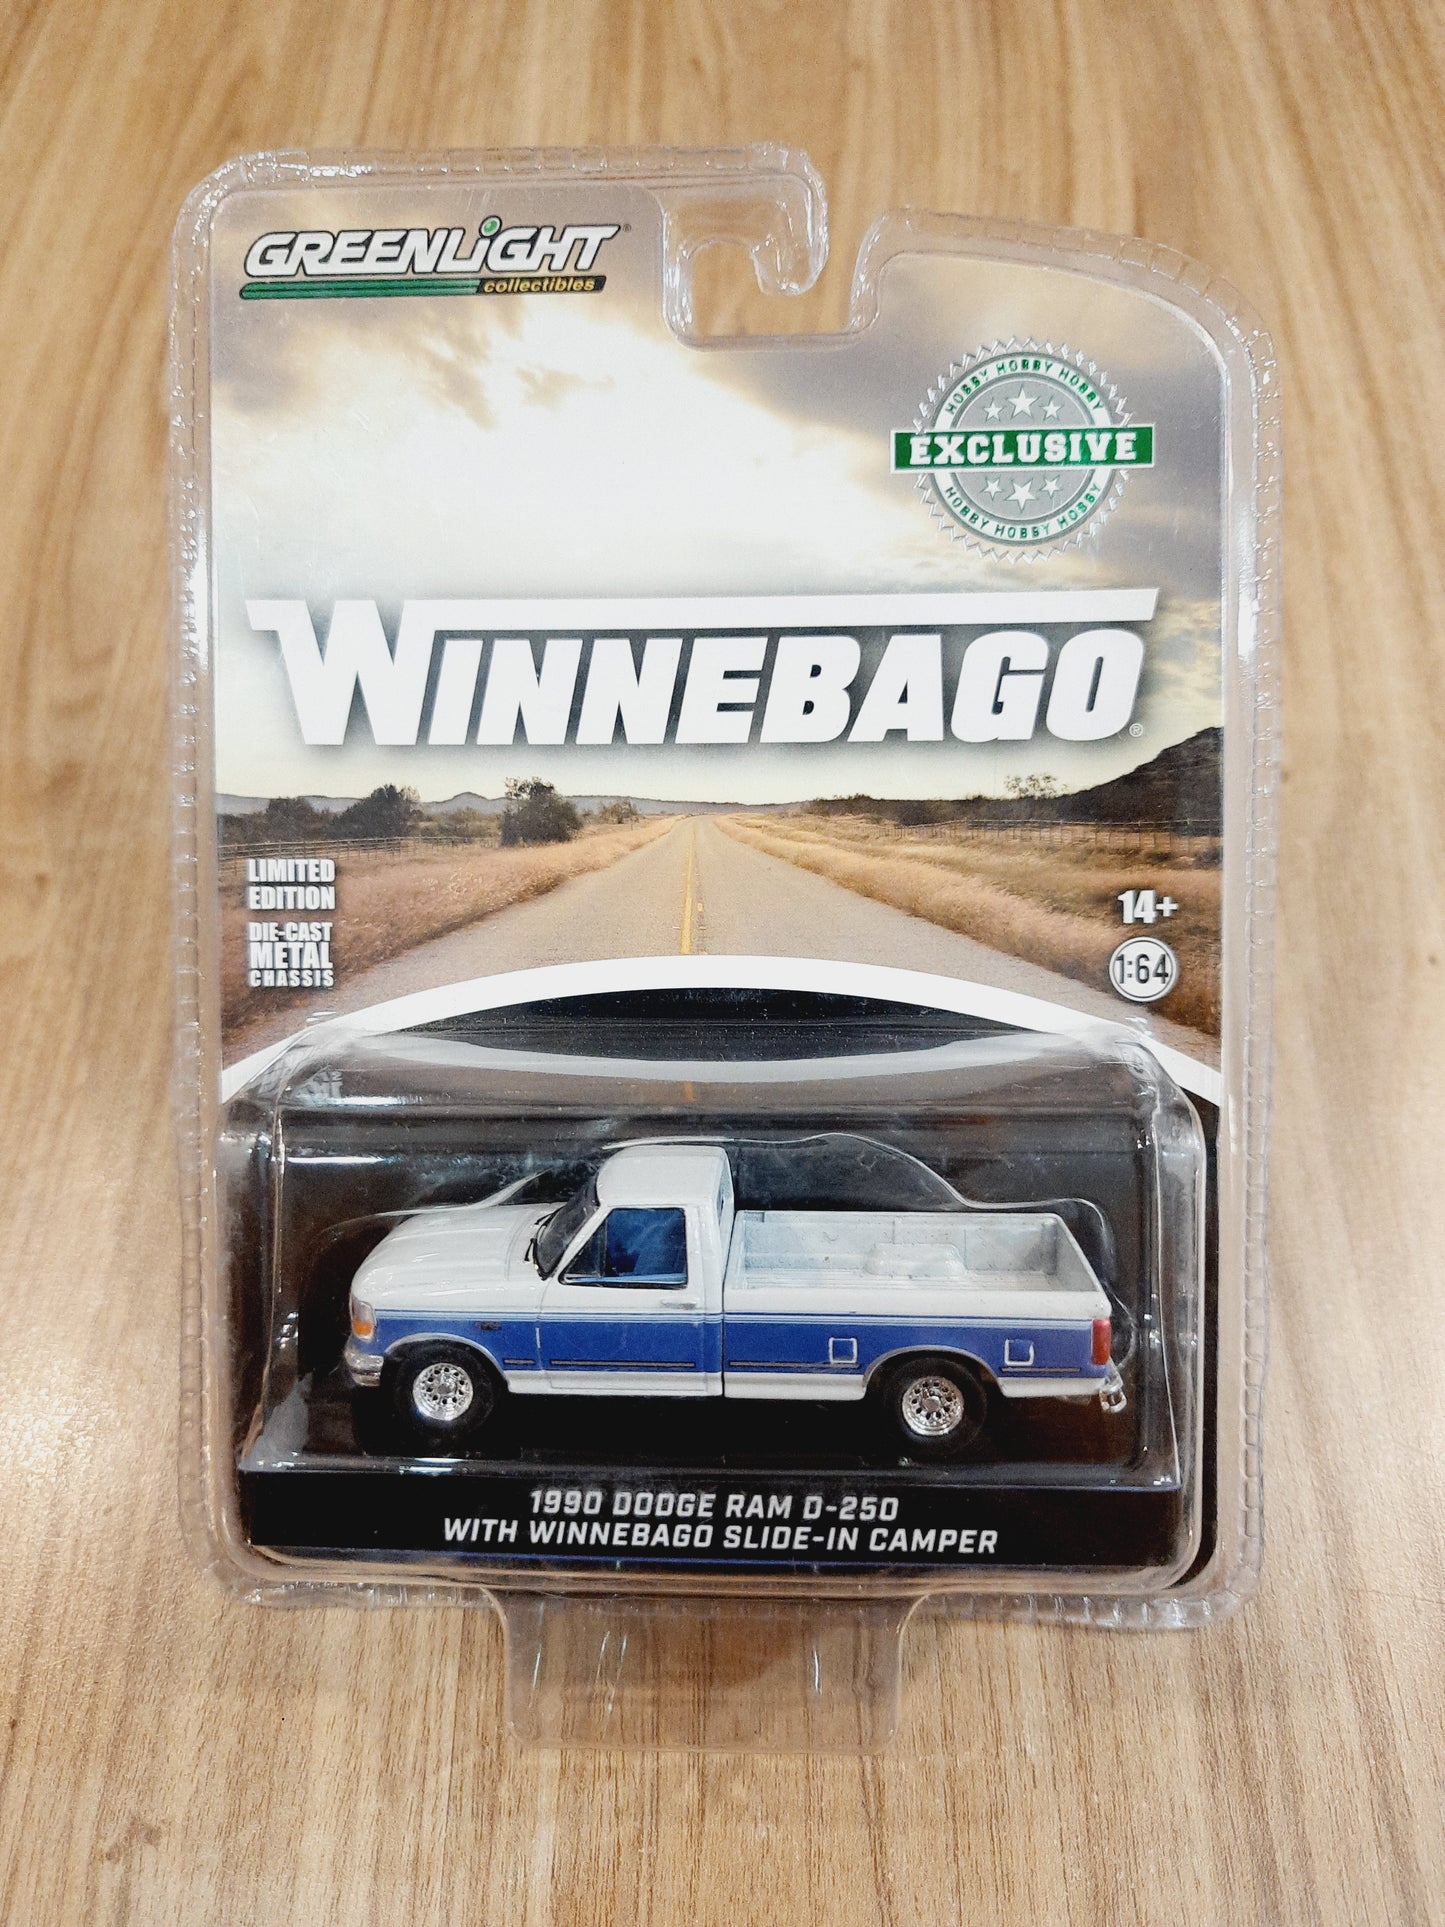 GREENLiGHT®
collectibles
HOBBY HOBBY HOBBY
EXCLUSIVE
HOBBY HOBBY HOBBY
WINNEBAGO®
LIMITED
EDITION
DIE-CAST
METAL
CHASSIS
14+
1:64
1990 DODGE RAM D-250
WITH WINNEBAGO SLIDE-IN CAMPER